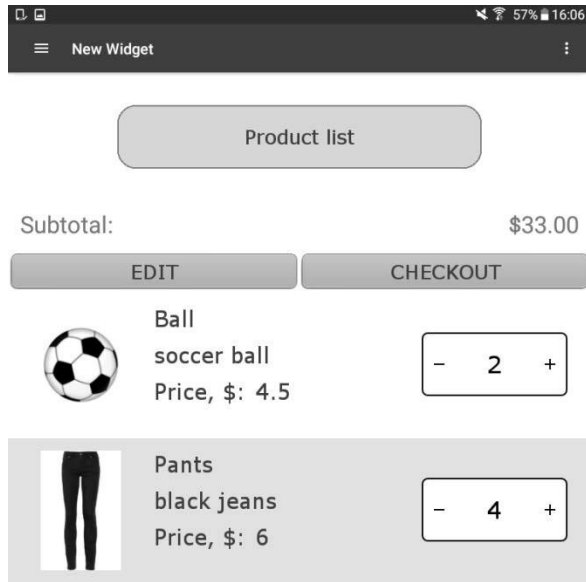 57% 16:06
New Widget
Product list
Subtotal: $33.00
EDIT CHECKOUT
Ball
soccer ball
Price, $: 4.5
− 2 +
Pants
black jeans
Price, $: 6
− 4 +